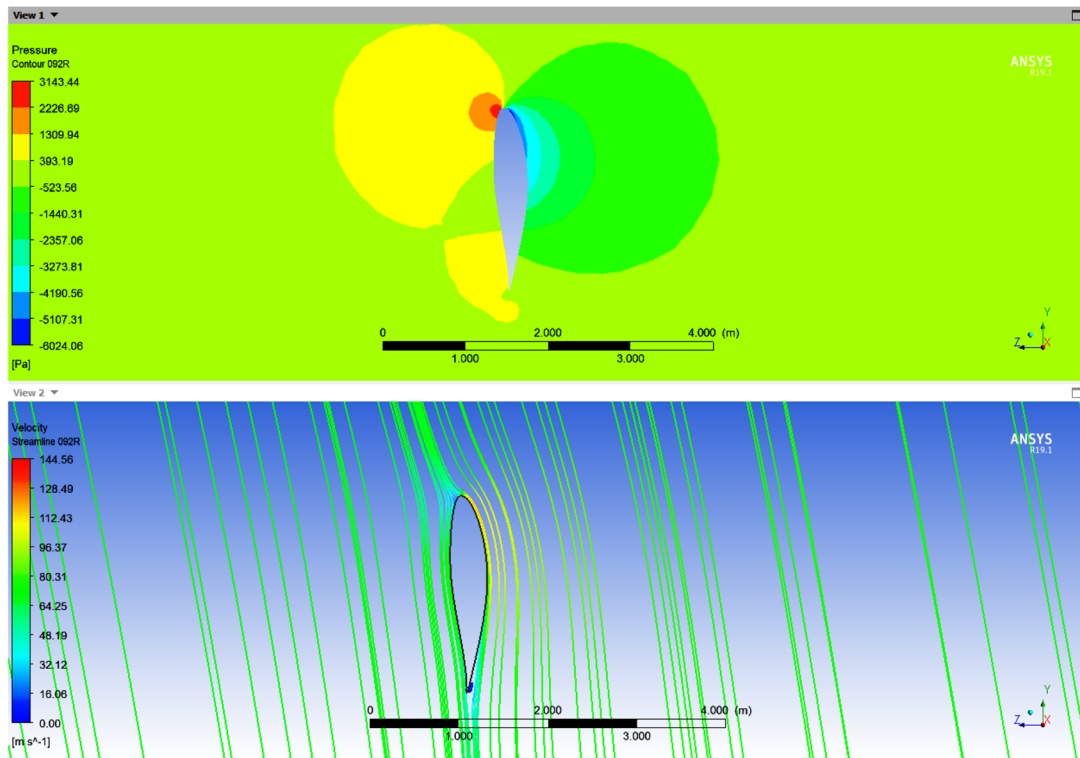 View 1
Pressure
Contour 092R
3143.44
2226.69
1309.94
393.19
-523.56
-1440.31
-2357.06
-3273.81
-4190.56
-5107.31
-6024.06
[Pa]
ANSYS
R19.1
0 2.000 4.000 (m)
1.000 3.000
Y
Z X
View 2
Velocity
Streamline 092R
144.56
128.49
112.43
96.37
80.31
64.25
48.19
32.12
16.06
0.00
[m s^-1]
ANSYS
R19.1
0 2.000 4.000 (m)
1.000 3.000
Y
Z X